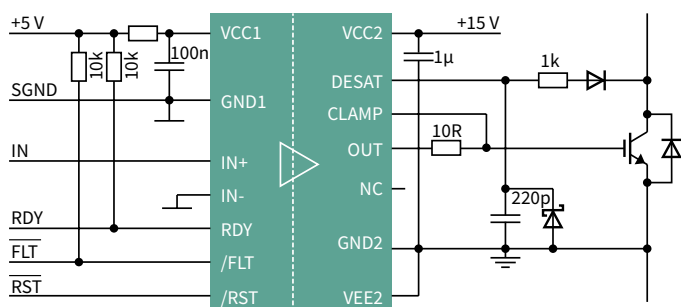 +5 V
VCC1
VCC2
+15 V
10k
10k
100n
1µ
DESAT
1k
SGND
GND1
CLAMP
10R
IN
OUT
IN+
IN-
NC
220p
RDY
RDY
FLT
/FLT
GND2
RST
/RST
VEE2